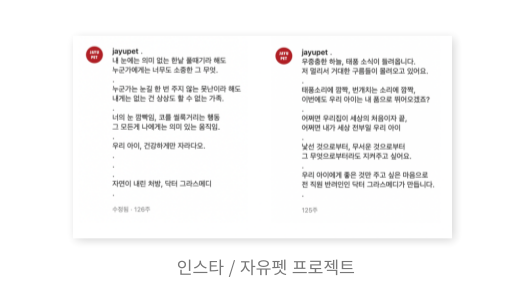 JAYU
PET
jayupet .
내 눈에는 의미 없는 한낱 풀때기라 해도
누군가에게는 너무도 소중한 그 무엇.
.
누군가는 눈길 한 번 주지 않는 못난이라 해도
내게는 없는 건 상상도 할 수 없는 가족.
.
너의 눈 깜빡임, 코를 씰룩거리는 행동
그 모든게 나에게는 의미 있는 움직임.
.
우리 아이, 건강하게만 자라다오.
.
.
.
자연이 내린 처방, 닥터 그라스메디
.
수정됨 · 126주
JAYU
PET
jayupet .
우중충한 하늘, 태풍 소식이 들려옵니다.
저 멀리서 거대한 구름들이 몰려오고 있어요.
.
태풍소리에 깜짝, 번개치는 소리에 깜짝,
이번에도 우리 아이는 내 품으로 뛰어오겠죠?
.
어쩌면 우리집이 세상의 처음이자 끝,
어쩌면 내가 세상 전부일 우리 아이
.
낯선 것으로부터, 무서운 것으로부터
그 무엇으로부터라도 지켜주고 싶어요.
.
우리 아이에게 좋은 것만 주고 싶은 마음으로
전 직원 반려인인 닥터 그라스메디가 만듭니다.
.
125주
인스타 / 자유펫 프로젝트